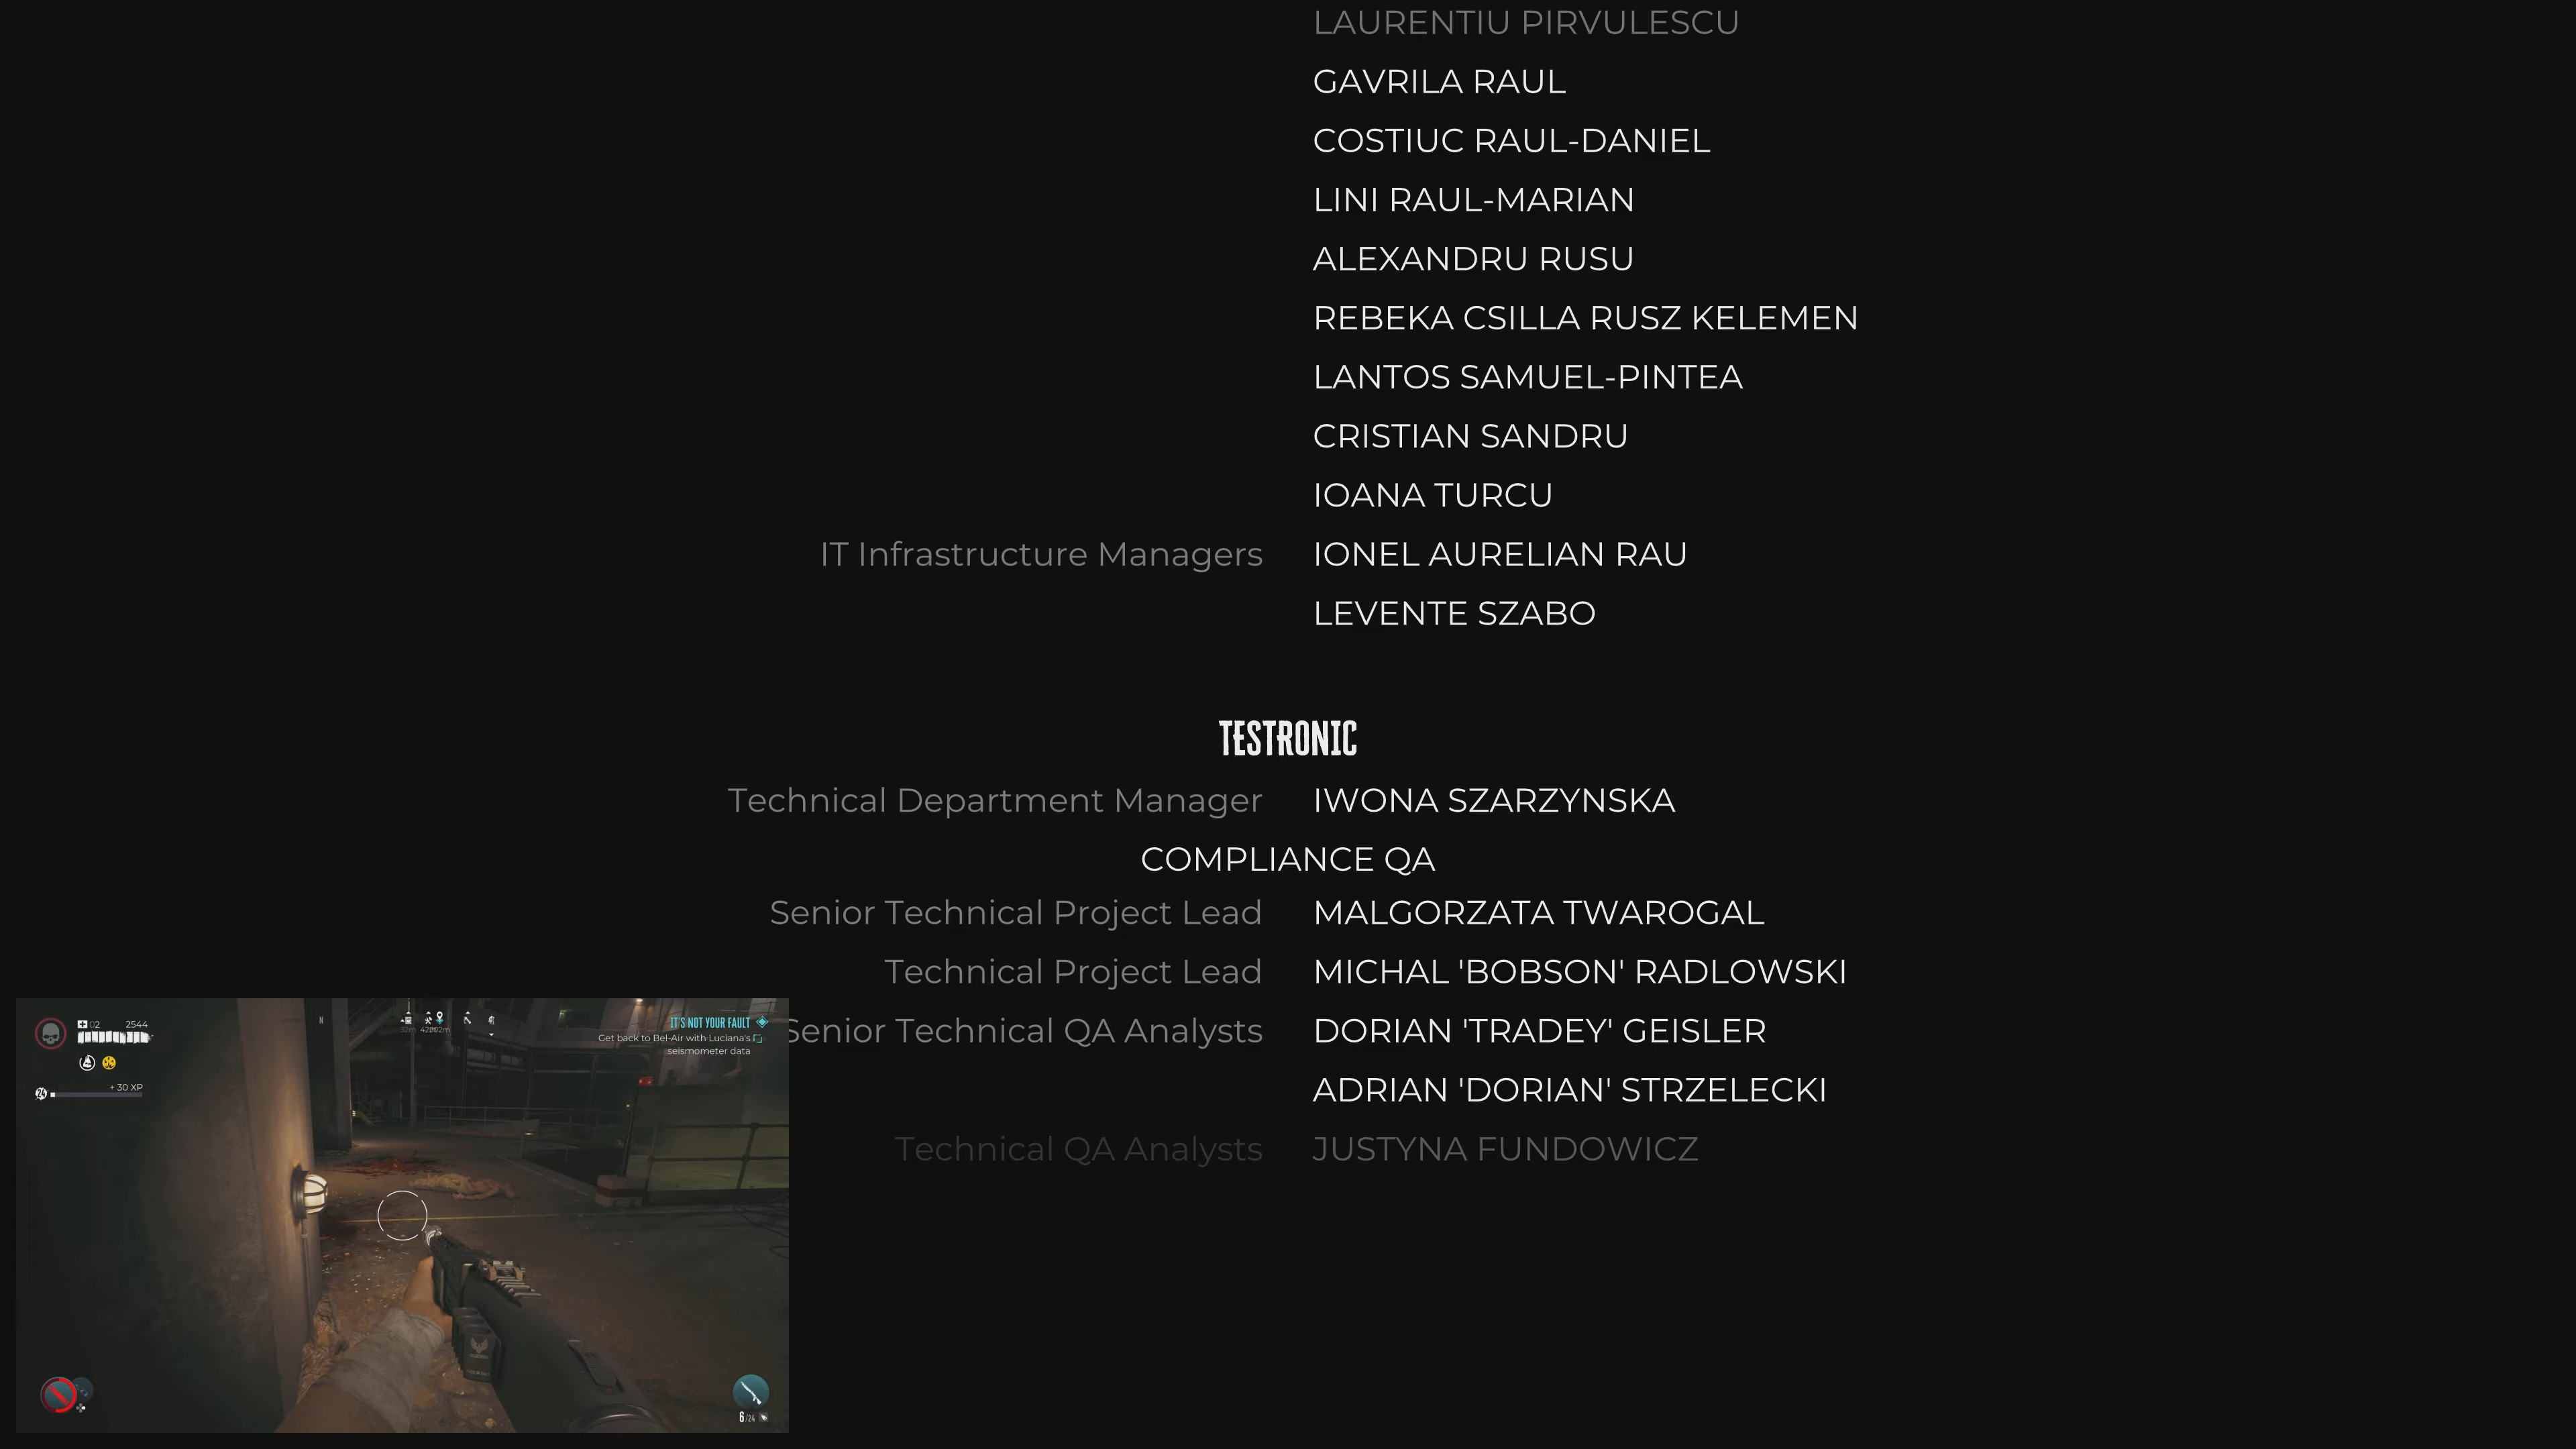 LAURENTIU PIRVULESCU
GAVRILA RAUL
COSTIUC RAUL-DANIEL
LINI RAUL-MARIAN
ALEXANDRU RUSU
REBEKA CSILLA RUSZ KELEMEN
LANTOS SAMUEL-PINTEA
CRISTIAN SANDRU
IOANA TURCU
IT Infrastructure Managers IONEL AURELIAN RAU
LEVENTE SZABO
TESTRONIC
Technical Department Manager IWONA SZARZYNSKA
COMPLIANCE QA
Senior Technical Project Lead MALGORZATA TWAROGAL
Technical Project Lead MICHAL 'BOBSON' RADLOWSKI
Senior Technical QA Analysts DORIAN 'TRADEY' GEISLER
ADRIAN 'DORIAN' STRZELECKI
Technical QA Analysts JUSTYNA FUNDOWICZ
02 2544
N
IT'S NOT YOUR FAULT
Get back to Bel-Air with Luciana's
seismometer data
+ 30 XP
24
6/24